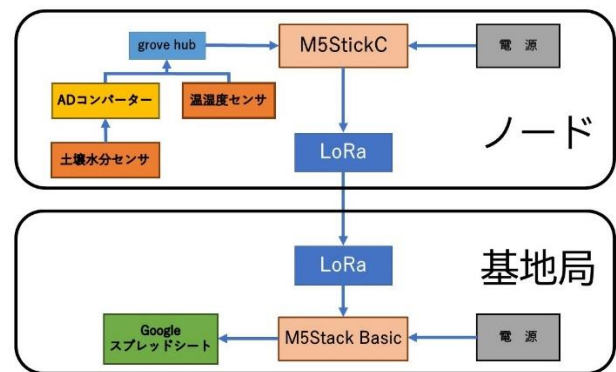 grove hub
M5StickC
電 源
ADコンバーター
温湿度センサ
土壌水分センサ
LoRa
ノード
LoRa
基地局
Google
スプレッドシート
M5Stack Basic
電 源